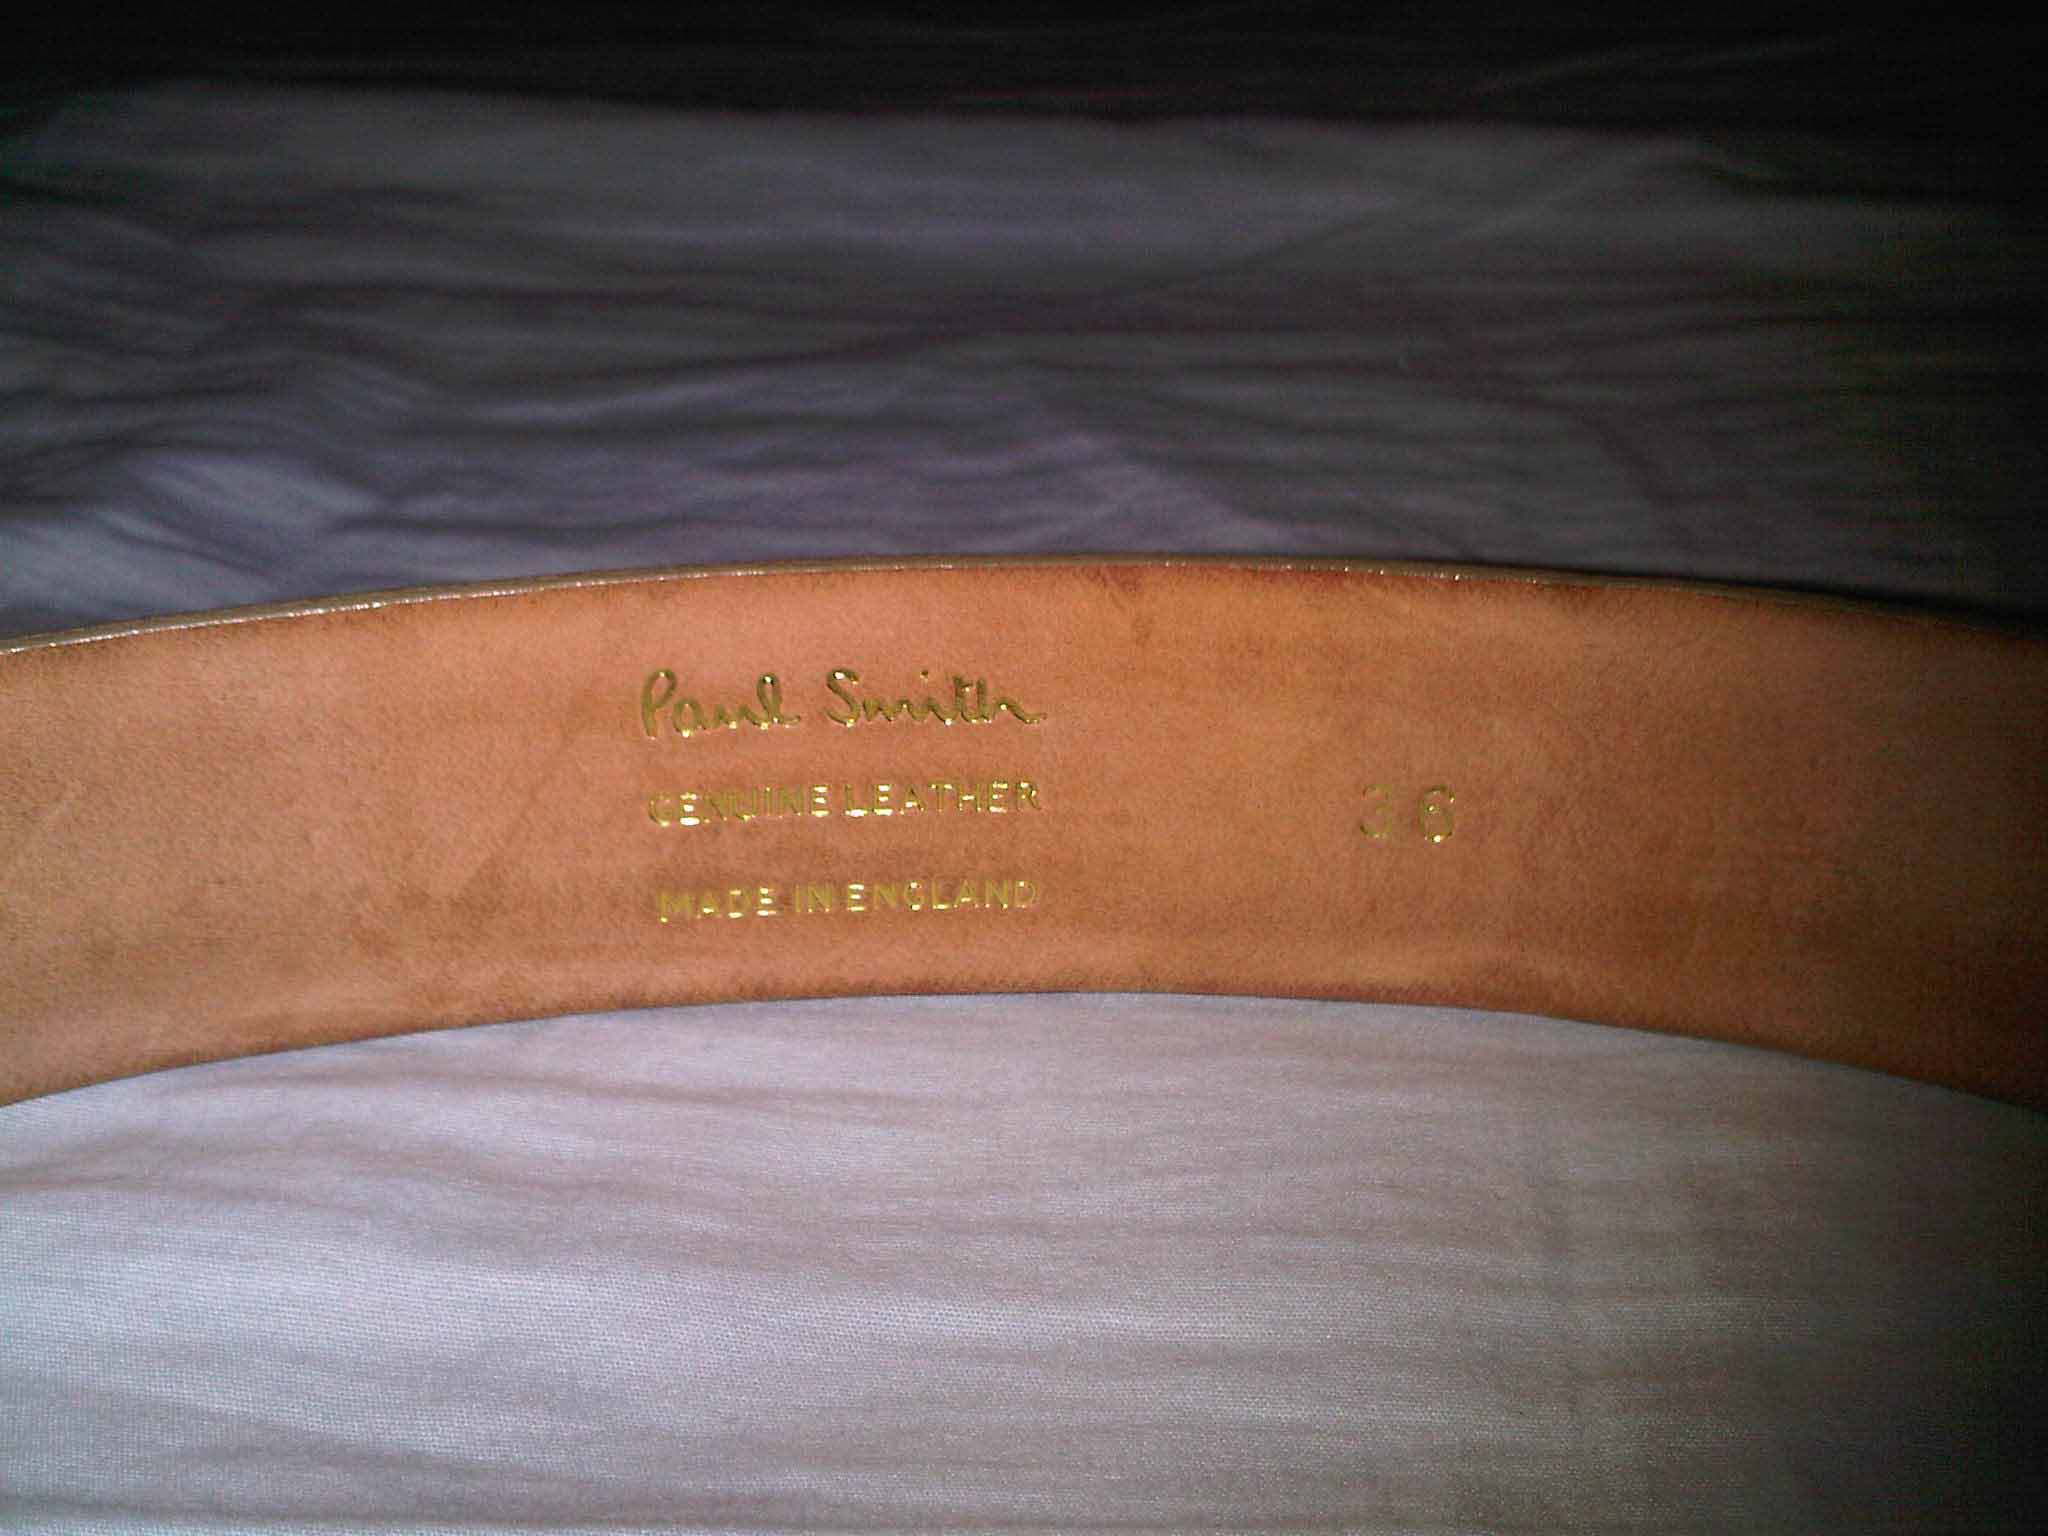 Paul Smith
GENUINE LEATHER
MADE IN ENGLAND
36